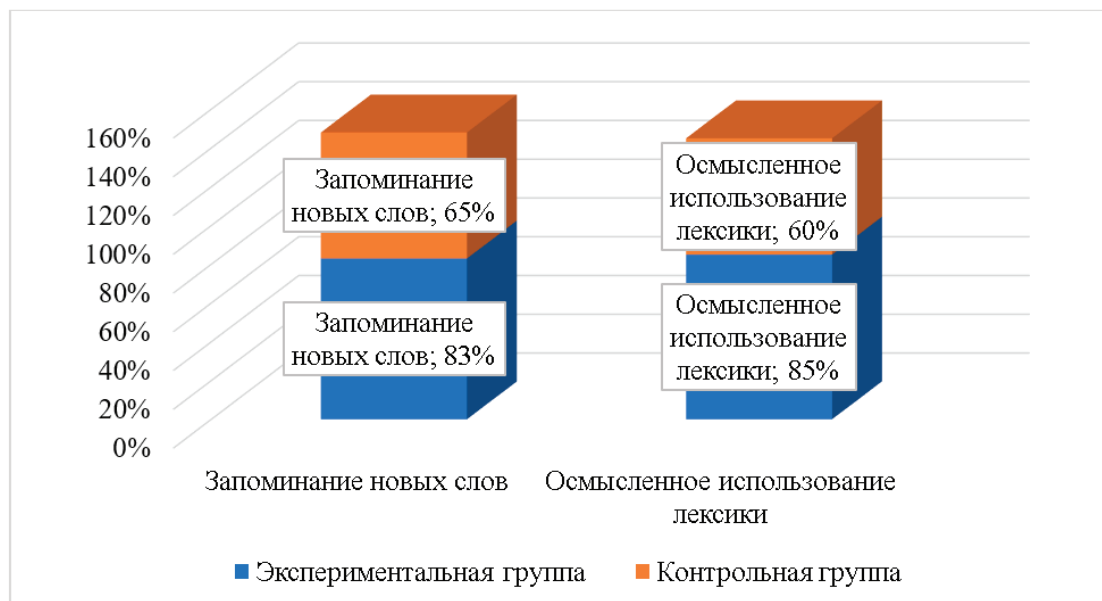 160%
140%
120%
100%
80%
60%
40%
20%
0%
Запоминание
новых слов; 65%
Осмысленное
использование
лексики; 60%
Запоминание
новых слов; 83%
Осмысленное
использование
лексики; 85%
Запоминание новых слов
Осмысленное использование
лексики
Экспериментальная группа
Контрольная группа